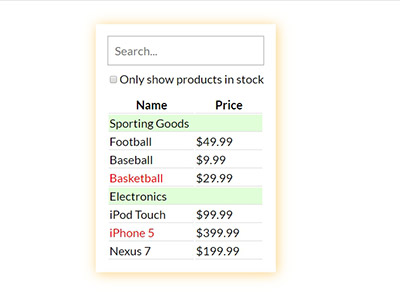 Search...
Only show products in stock
Name Price
Sporting Goods
Football $49.99
Baseball $9.99
Basketball $29.99
Electronics
iPod Touch $99.99
iPhone 5 $399.99
Nexus 7 $199.99